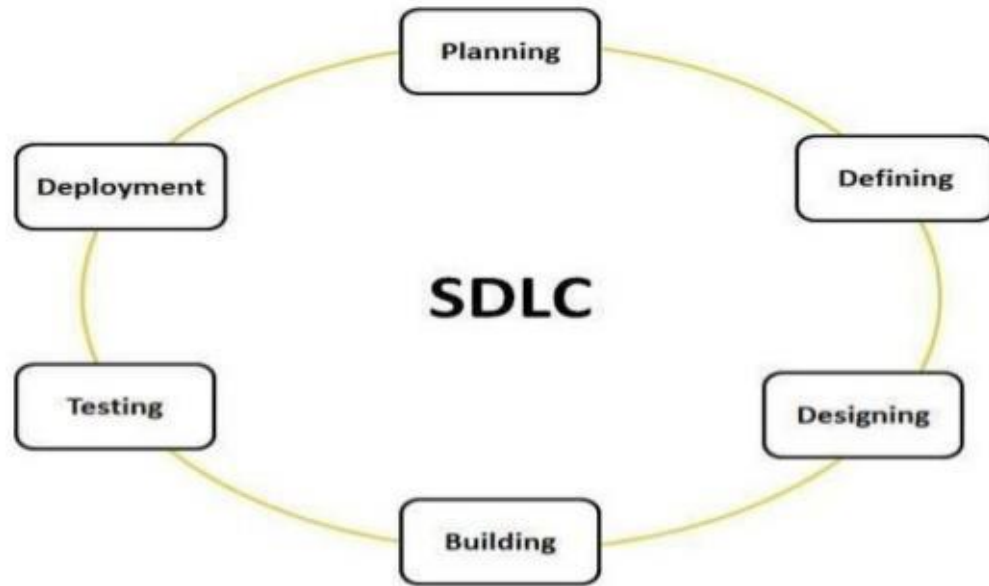 Planning
Deployment
Defining
SDLC
Testing
Designing
Building